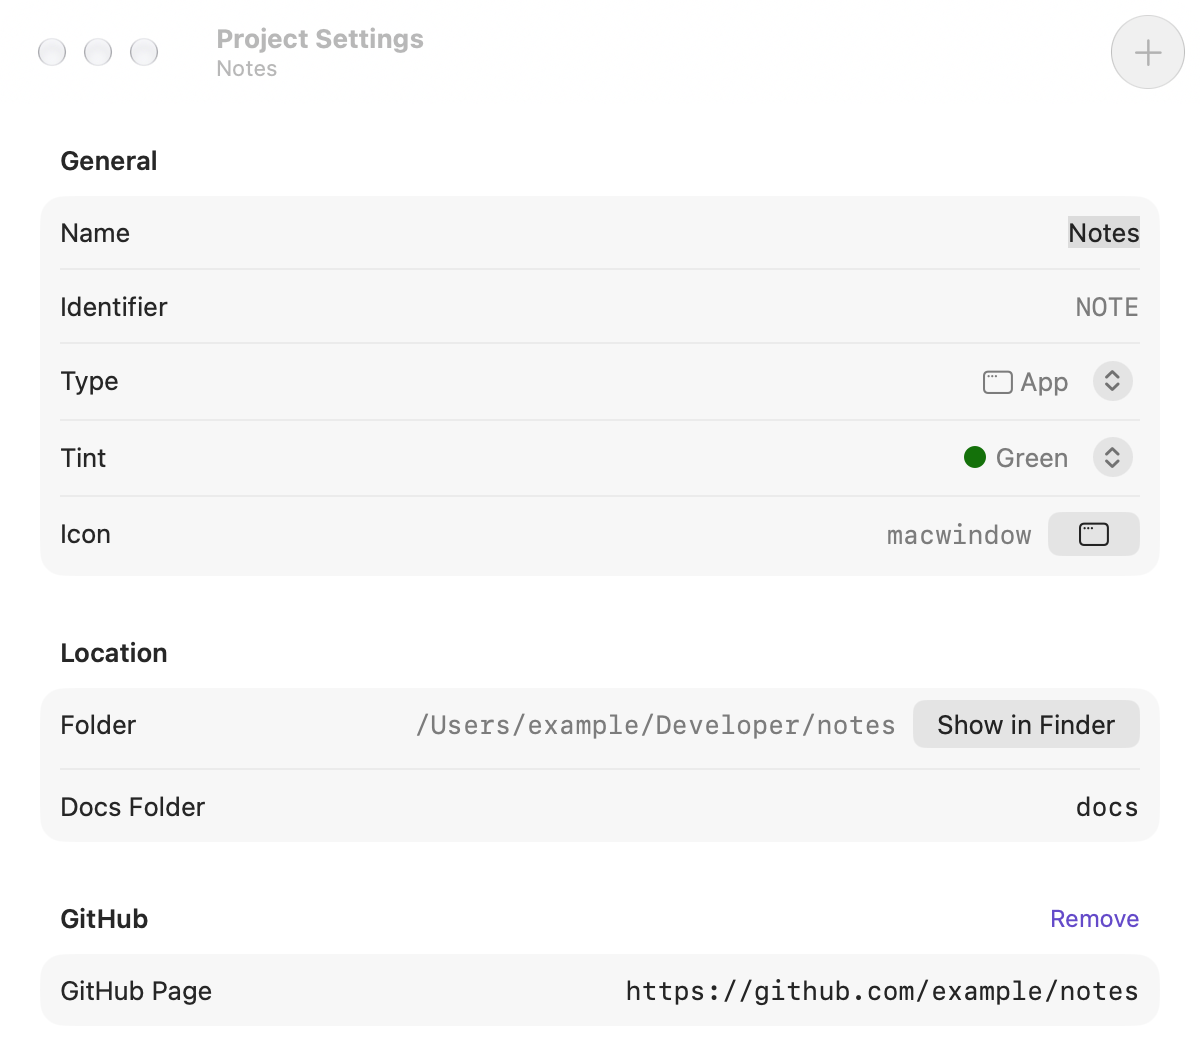 Project Settings
Notes
General
Name Notes
Identifier NOTE
Type App
Tint Green
Icon macwindow
Location
Folder /Users/example/Developer/notes Show in Finder
Docs Folder docs
GitHub Remove
GitHub Page https://github.com/example/notes